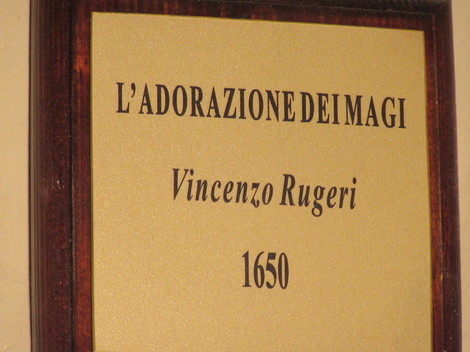 L'ADORAZIONE DEI MAGI
Vincenzo Rugeri
1650